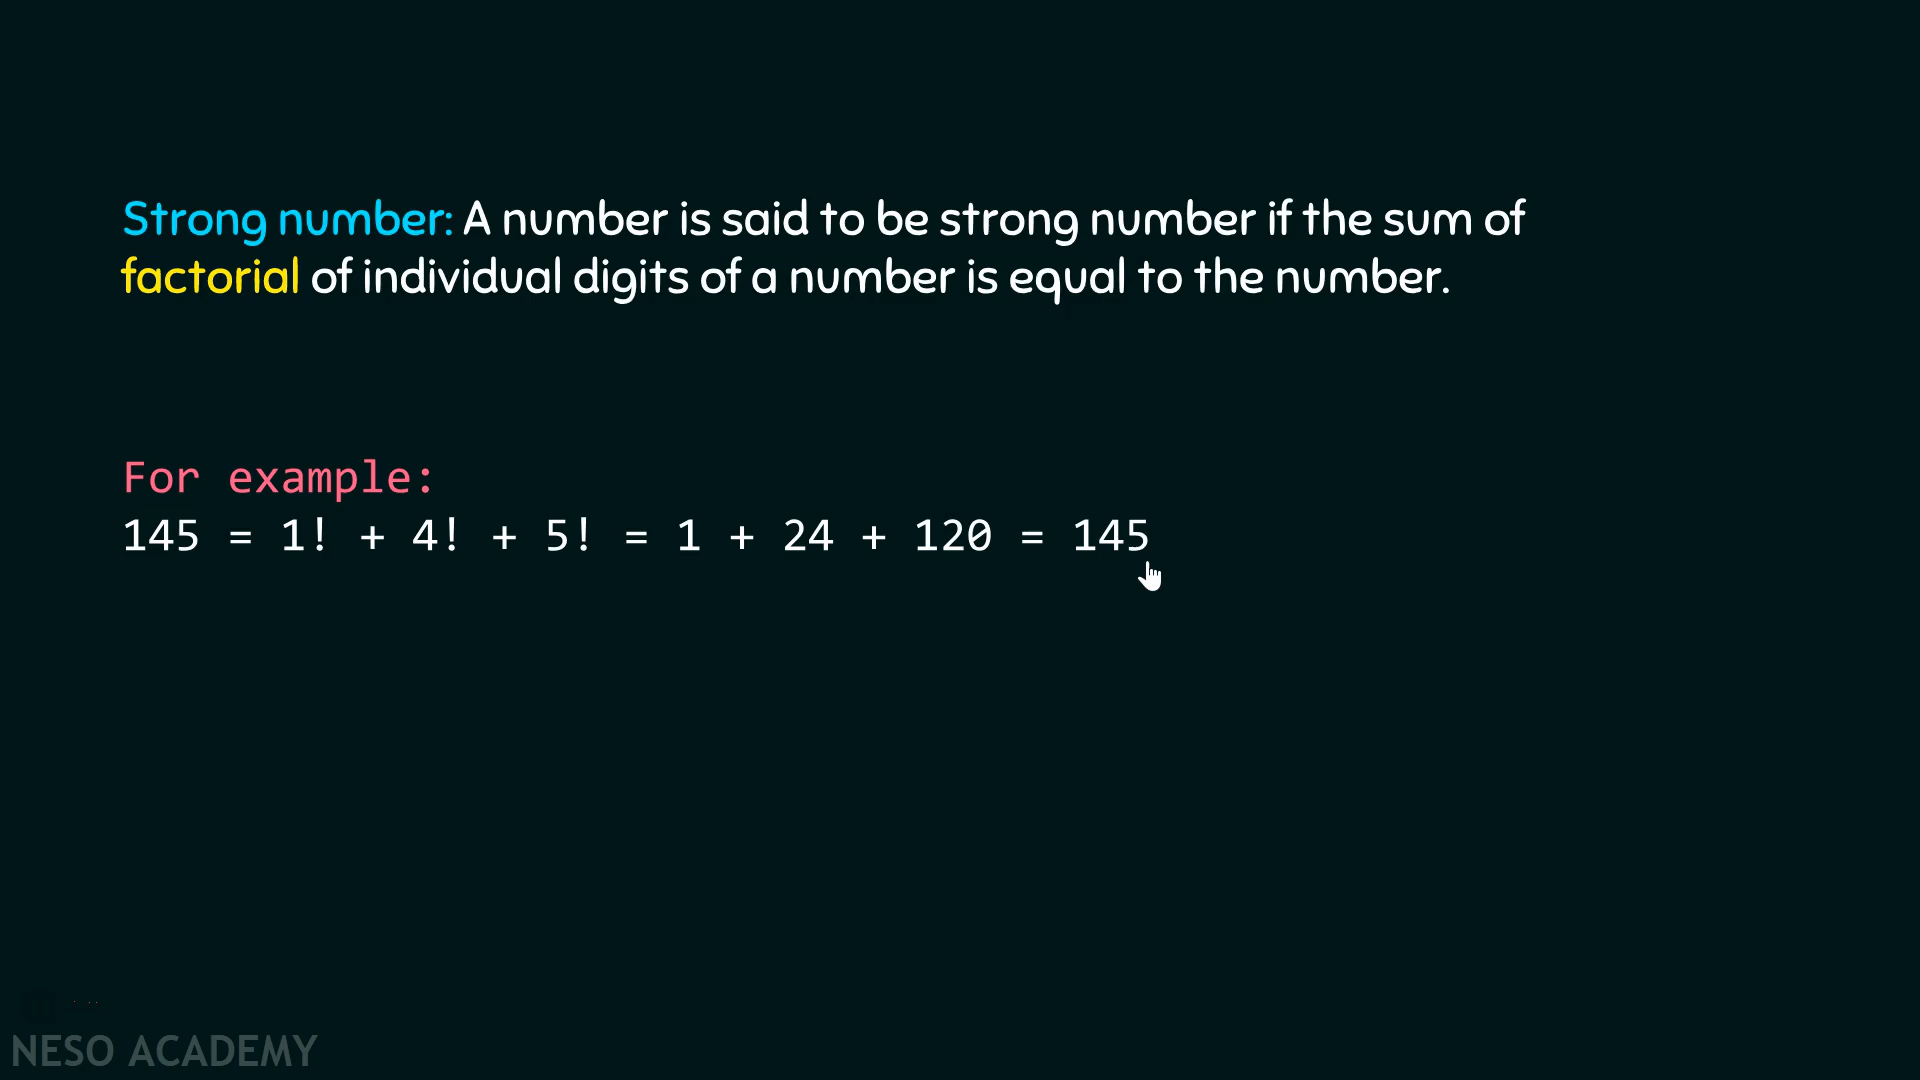 Strong number: A number is said to be strong number if the sum of
factorial of individual digits of a number is equal to the number.
For example:
145 = 1! + 4! + 5! = 1 + 24 + 120 = 145
NESO ACADEMY